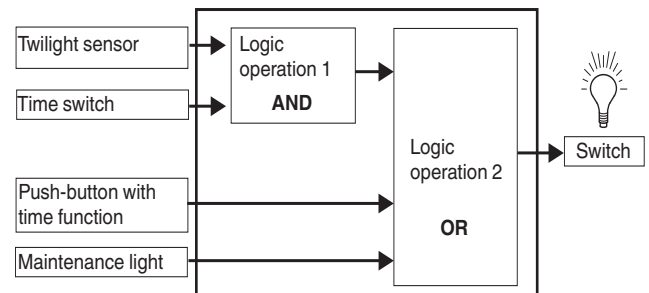 Twilight sensor
Time switch
Push-button with
time function
Maintenance light
Logic
operation 1
AND
Logic
operation 2
OR
Switch